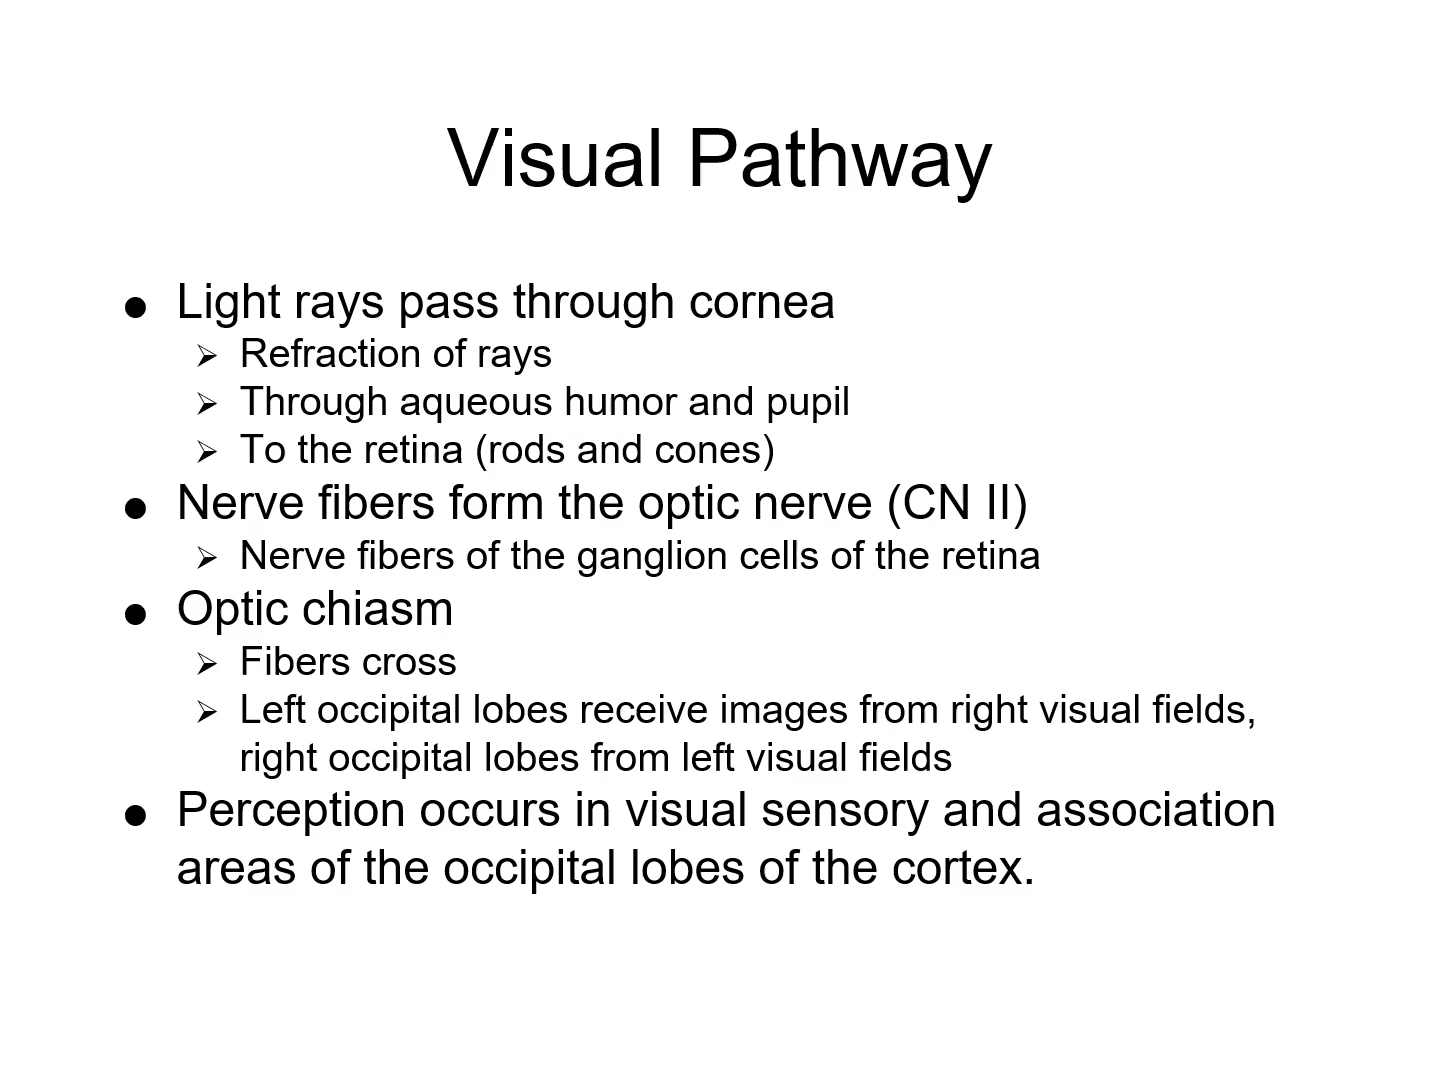 Visual Pathway
● Light rays pass through cornea
➢ Refraction of rays
➢ Through aqueous humor and pupil
➢ To the retina (rods and cones)
● Nerve fibers form the optic nerve (CN II)
➢ Nerve fibers of the ganglion cells of the retina
● Optic chiasm
➢ Fibers cross
➢ Left occipital lobes receive images from right visual fields,
right occipital lobes from left visual fields
● Perception occurs in visual sensory and association
areas of the occipital lobes of the cortex.